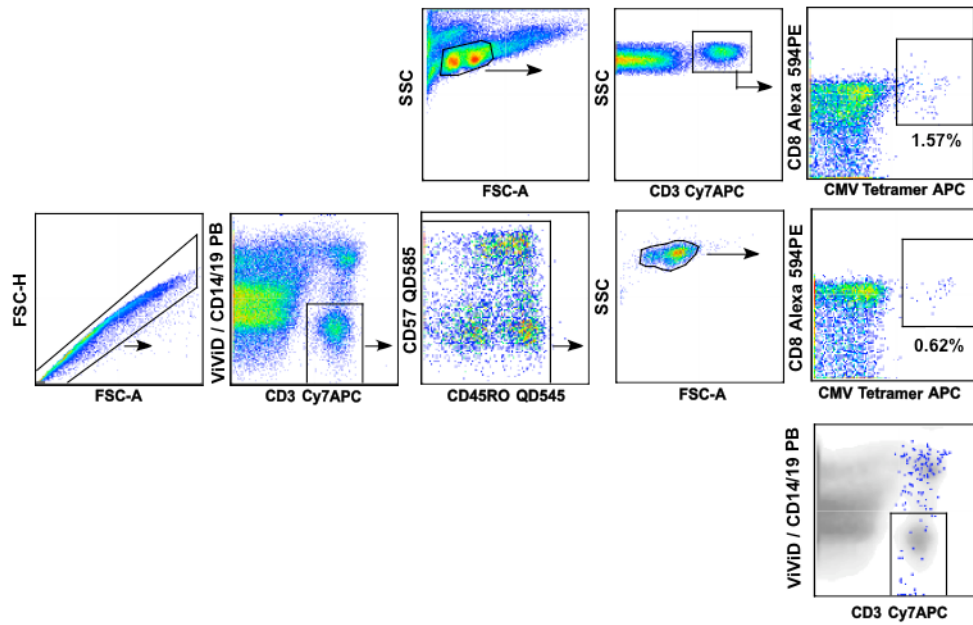 SSC
FSC-A
SSC
CD3 Cy7APC
CD8 Alexa 594PE
1.57%
CMV Tetramer APC
FSC-H
FSC-A
ViViD / CD14/19 PB
CD3 Cy7APC
CD57 QD585
CD45RO QD545
SSC
FSC-A
CD8 Alexa 594PE
0.62%
CMV Tetramer APC
ViViD / CD14/19 PB
CD3 Cy7APC